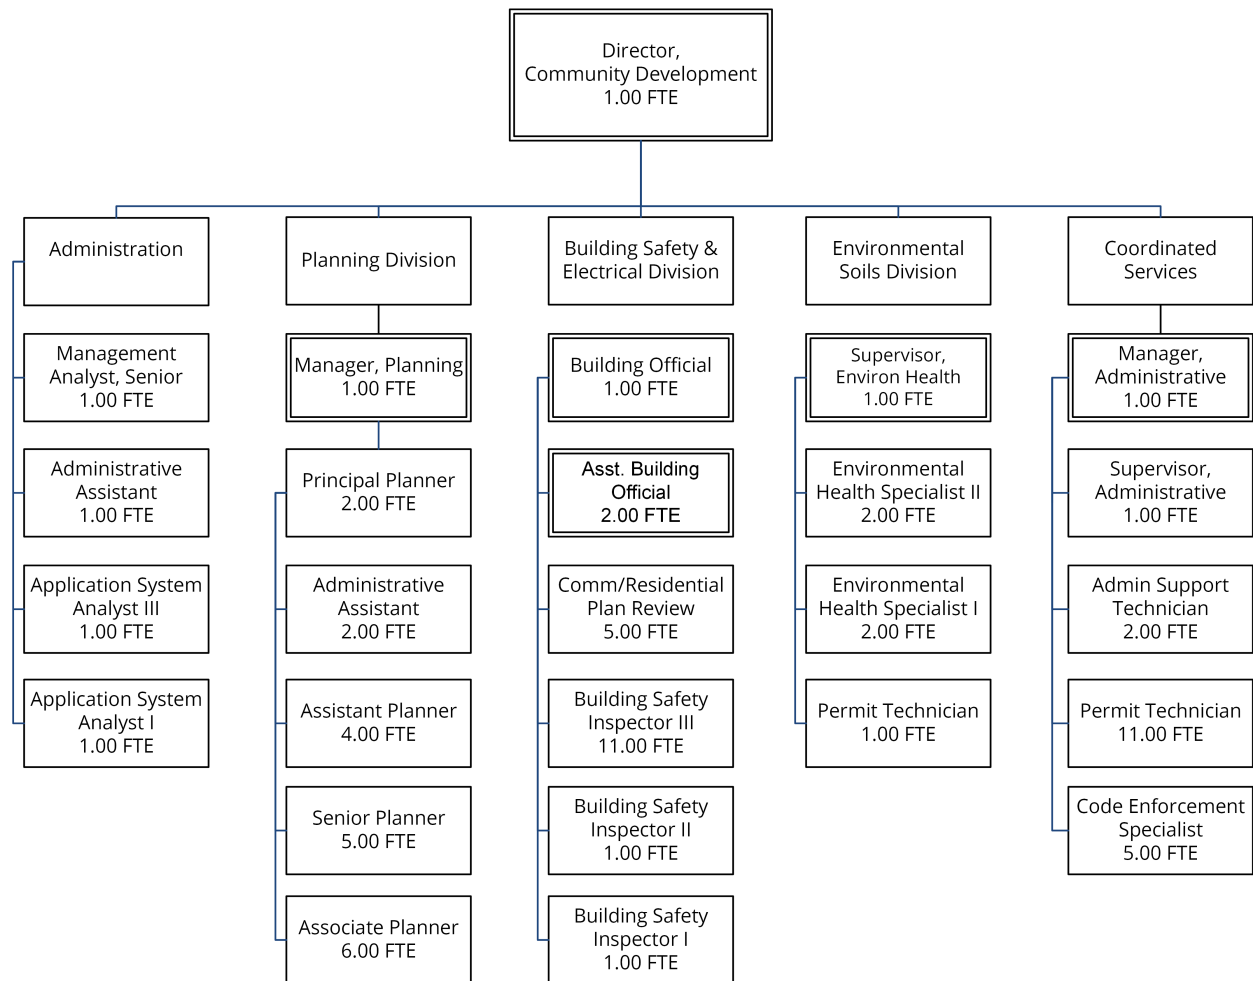 Director,
Community Development
1.00 FTE
Administration
Management
Analyst, Senior
1.00 FTE
Administrative
Assistant
1.00 FTE
Application System
Analyst III
1.00 FTE
Application System
Analyst I
1.00 FTE
Planning Division
Manager, Planning
1.00 FTE
Principal Planner
2.00 FTE
Administrative
Assistant
2.00 FTE
Assistant Planner
4.00 FTE
Senior Planner
5.00 FTE
Associate Planner
6.00 FTE
Building Safety &
Electrical Division
Building Official
1.00 FTE
Asst. Building
Official
2.00 FTE
Comm/Residential
Plan Review
5.00 FTE
Building Safety
Inspector III
11.00 FTE
Building Safety
Inspector II
1.00 FTE
Building Safety
Inspector I
1.00 FTE
Environmental
Soils Division
Supervisor,
Environ Health
1.00 FTE
Environmental
Health Specialist II
2.00 FTE
Environmental
Health Specialist I
2.00 FTE
Permit Technician
1.00 FTE
Coordinated
Services
Manager,
Administrative
1.00 FTE
Supervisor,
Administrative
1.00 FTE
Admin Support
Technician
2.00 FTE
Permit Technician
11.00 FTE
Code Enforcement
Specialist
5.00 FTE